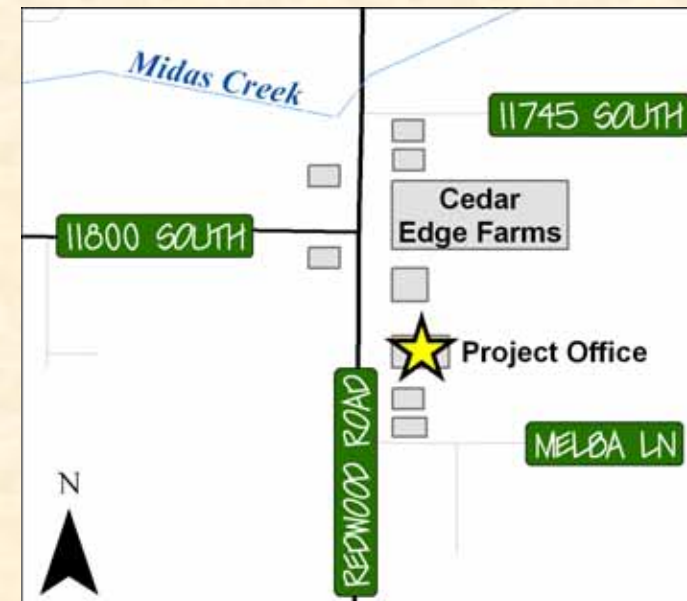 Midas Creek
11745 SOUTH
Cedar
Edge Farms
11800 SOUTH
Project Office
REDWOOD ROAD
MELBA LN
N